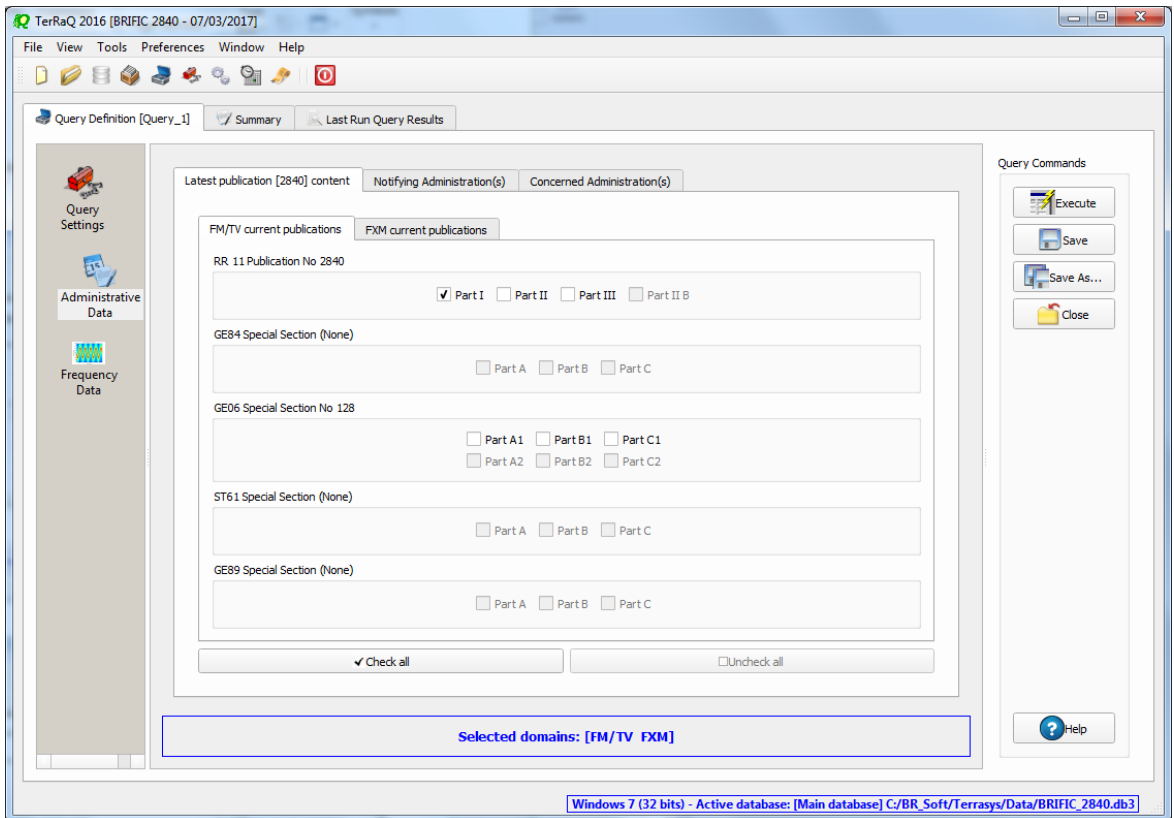 TerRaQ 2016 [BRIFIC 2840 - 07/03/2017]
File View Tools Preferences Window Help
Query Definition [Query_1] Summary Last Run Query Results
Query Settings
Administrative Data
Frequency Data
Latest publication [2840] content Notifying Administration(s) Concerned Administration(s)
FM/TV current publications FXM current publications
RR 11 Publication No 2840
Part I Part II Part III Part II B
GE84 Special Section (None)
Part A Part B Part C
GE06 Special Section No 128
Part A1 Part B1 Part C1
Part A2 Part B2 Part C2
ST61 Special Section (None)
Part A Part B Part C
GE89 Special Section (None)
Part A Part B Part C
Check all Uncheck all
Selected domains: [FM/TV FXM]
Query Commands
Execute
Save
Save As...
Close
Help
Windows 7 (32 bits) - Active database: [Main database] C:/BR_Soft/Terrasys/Data/BRIFIC_2840.db3